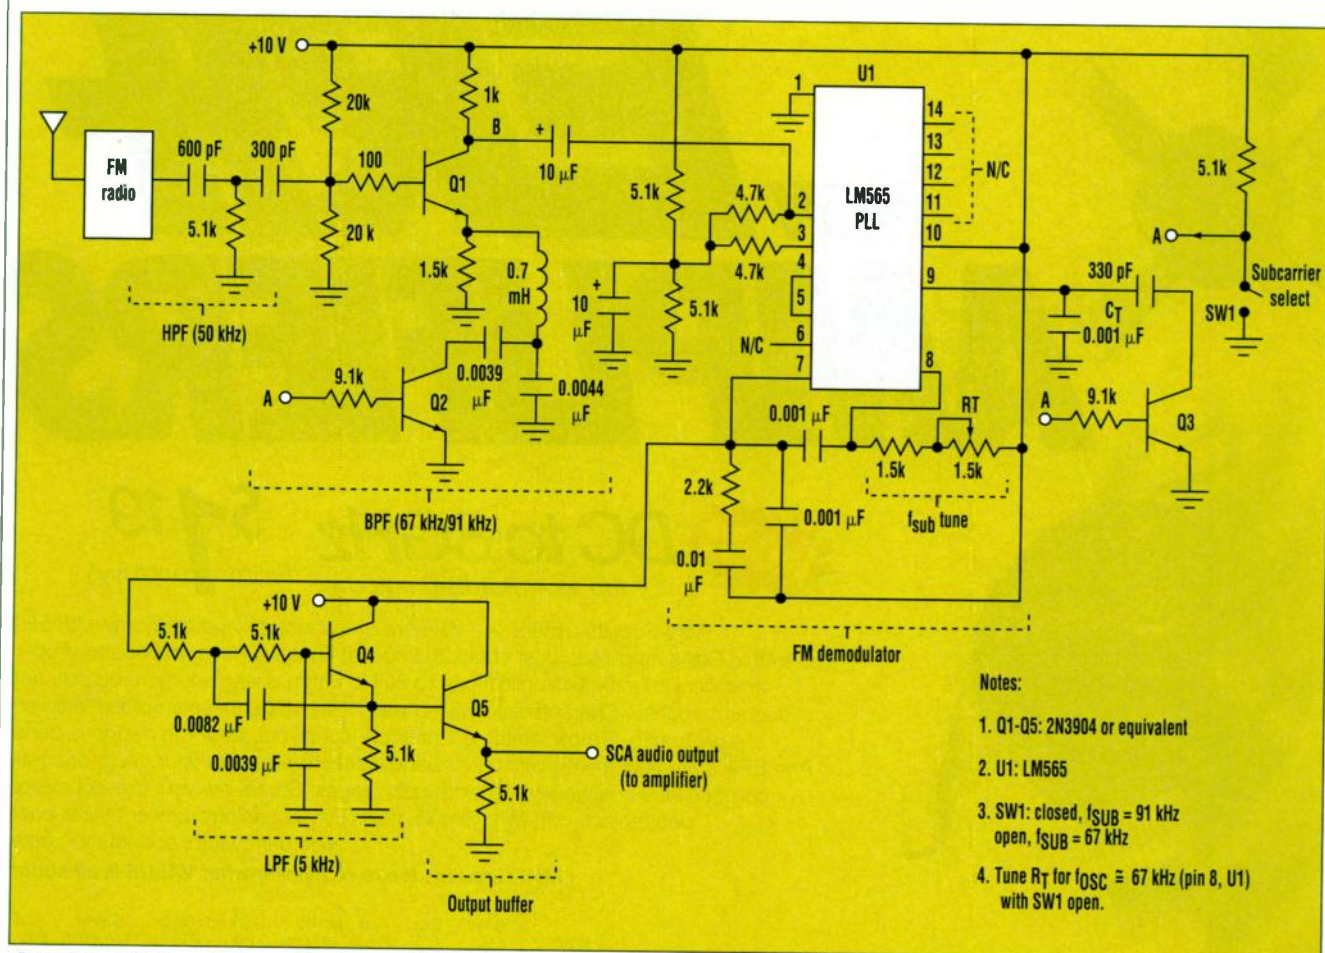 +10 V
U1
1
20k
1k
B
+
10 µF
600 pF
300 pF
100
Q1
FM
radio
5.1k
20 k
1.5k
0.7
mH
HPF (50 kHz)
5.1k
4.7k
4.7k
+
10
µF
5.1k
2
3
4
5
6
7
N/C
LM565
PLL
14
13
12
11
10
9
8
N/C
5.1k
A
330 pF
CT
0.001 µF
Subcarrier
select
SW1
A
9.1k
Q2
0.0039
µF
0.0044
µF
BPF (67 kHz/91 kHz)
0.001 µF
RT
1.5k
1.5k
fsub tune
A
9.1k
Q3
2.2k
0.001 µF
0.01
µF
FM demodulator
+10 V
5.1k
5.1k
Q4
Q5
0.0082 µF
0.0039 µF
5.1k
5.1k
SCA audio output
(to amplifier)
LPF (5 kHz)
Output buffer
Notes:
1. Q1-Q5: 2N3904 or equivalent
2. U1: LM565
3. SW1: closed, fSUB = 91 kHz
open, fSUB = 67 kHz
4. Tune RT for fOSC ≅ 67 kHz (pin 8, U1)
with SW1 open.